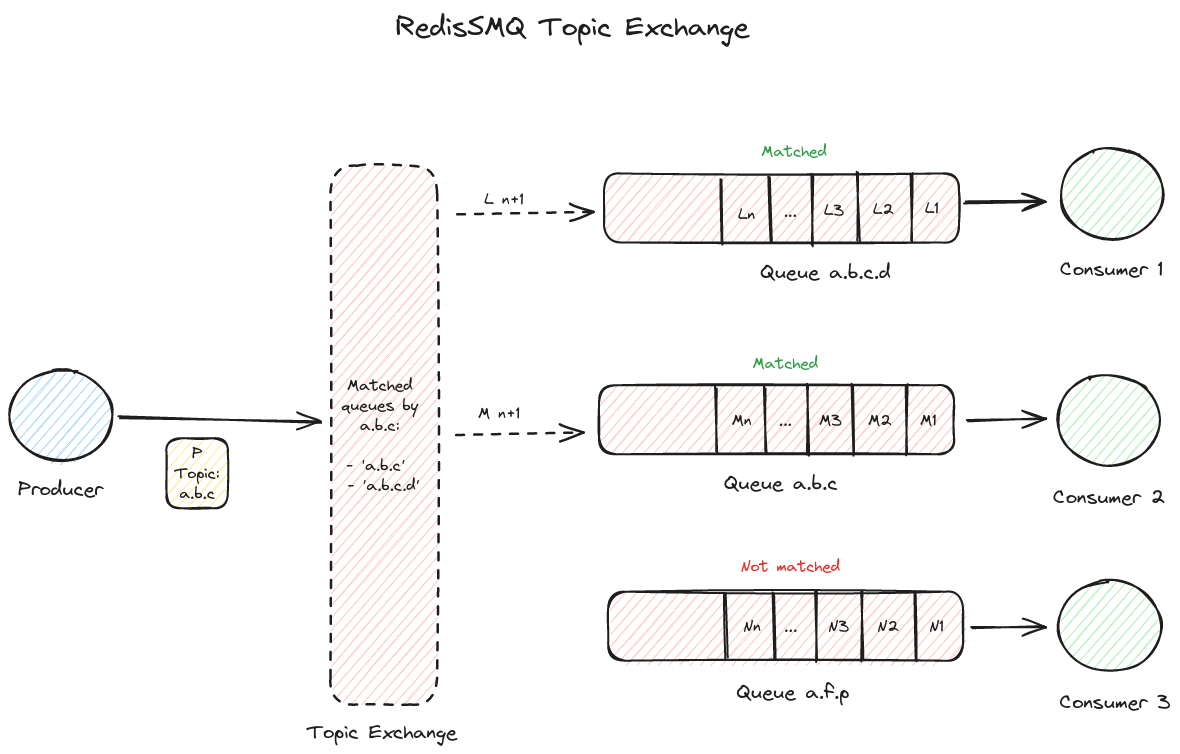 RedisSMQ Topic Exchange
Matched
L n+1
Ln
...
L3
L2
L1
Queue a.b.c.d
Consumer 1
Matched
queues by
a.b.c:
- 'a.b.c'
- 'a.b.c.d'
Matched
M n+1
Mn
...
M3
M2
M1
Queue a.b.c
Consumer 2
P
Topic:
a.b.c
Producer
Not matched
Nn
...
N3
N2
N1
Queue a.f.p
Consumer 3
Topic Exchange